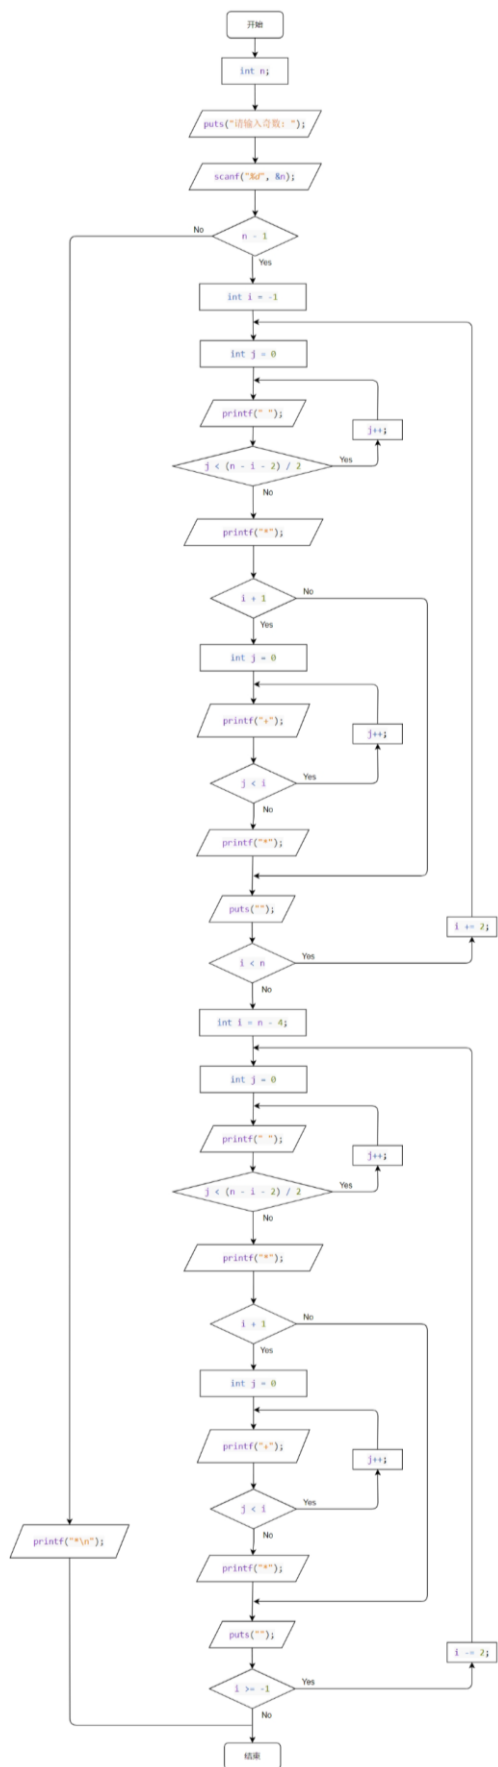 开始
int n;
puts("请输入奇数: ");
scanf("%d", &n);
No
n - 1
Yes
int i = -1
int j = 0
printf(" ");
j++;
j < (n - i - 2) / 2
Yes
No
printf("*");
i + 1
No
Yes
int j = 0
printf("+");
j++;
j < i
Yes
No
printf("*");
puts("");
i += 2;
i < n
Yes
No
int i = n - 4;
int j = 0
printf(" ");
j++;
j < (n - i - 2) / 2
Yes
No
printf("*");
i + 1
No
Yes
int j = 0
printf("+");
j++;
j < i
Yes
No
printf("*\n");
printf("*");
puts("");
i -= 2;
i >= -1
Yes
No
结束